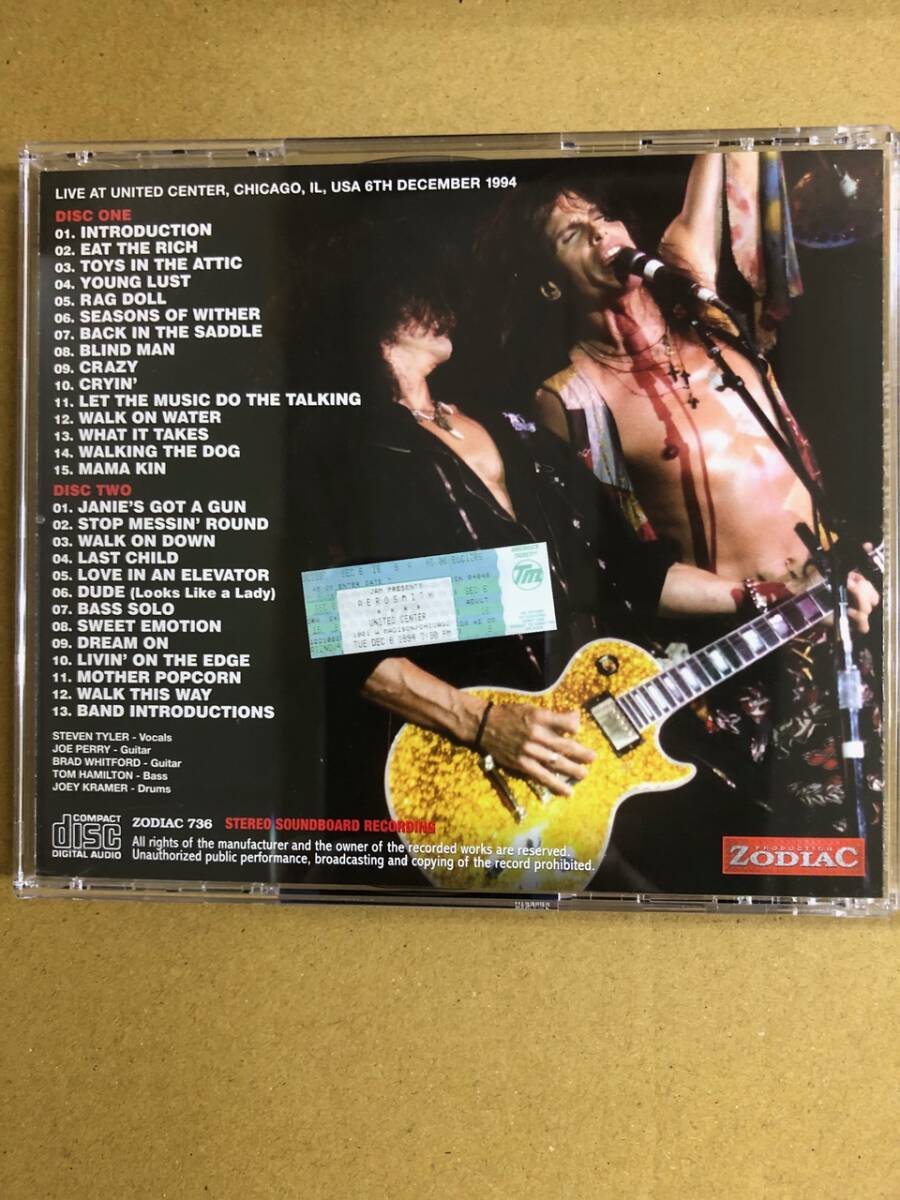 LIVE AT UNITED CENTER, CHICAGO, IL, USA 6TH DECEMBER 1994
DISC ONE
01. INTRODUCTION
02. EAT THE RICH
03. TOYS IN THE ATTIC
04. YOUNG LUST
05. RAG DOLL
06. SEASONS OF WITHER
07. BACK IN THE SADDLE
08. BLIND MAN
09. CRAZY
10. CRYIN'
11. LET THE MUSIC DO THE TALKING
12. WALK ON WATER
13. WHAT IT TAKES
14. WALKING THE DOG
15. MAMA KIN
DISC TWO
01. JANIE'S GOT A GUN
02. STOP MESSIN' ROUND
03. WALK ON DOWN
04. LAST CHILD
05. LOVE IN AN ELEVATOR
06. DUDE (Looks Like a Lady)
07. BASS SOLO
08. SWEET EMOTION
09. DREAM ON
10. LIVIN' ON THE EDGE
11. MOTHER POPCORN
12. WALK THIS WAY
13. BAND INTRODUCTIONS
JAM PRESENTS
AEROSMITH
★ ★ ★ ★
UNITED CENTER
TUE DEC 6 1994 7:30 PM
TM
STEVEN TYLER - Vocals
JOE PERRY - Guitar
BRAD WHITFORD - Guitar
TOM HAMILTON - Bass
JOEY KRAMER - Drums
COMPACT
disc
DIGITAL AUDIO
ZODIAC 736 STEREO SOUNDBOARD RECORDING
All rights of the manufacturer and the owner of the recorded works are reserved.
Unauthorized public performance, broadcasting and copying of the record prohibited.
PRODUCTION
ZODIAC